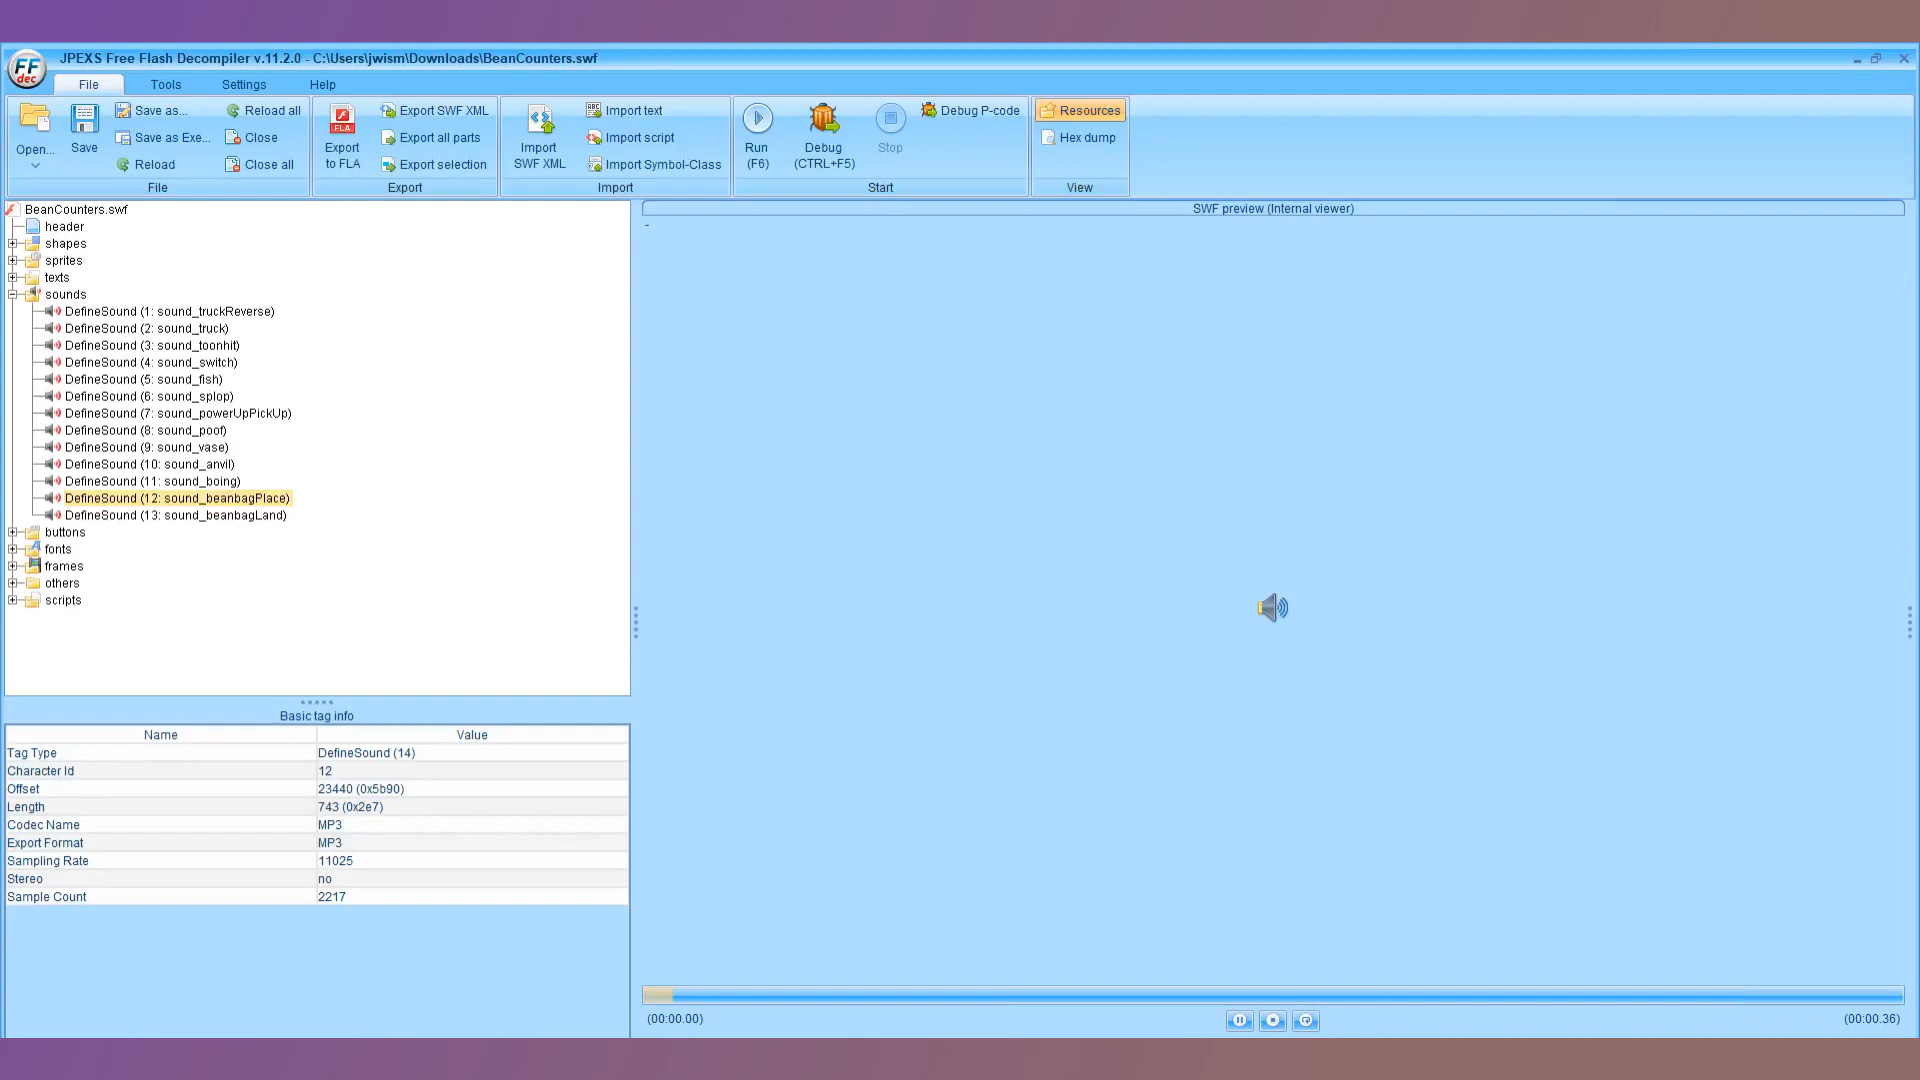 JPEXS Free Flash Decompiler v.11.2.0 - C:\Users\jwism\Downloads\BeanCounters.swf
FF
dec
File
Tools
Settings
Help
Open...
Save
Save as...
Save as Exe...
Reload
Reload all
Close
Close all
File
FLA
Export
to FLA
Export SWF XML
Export all parts
Export selection
Export
Import
SWF XML
Import text
Import script
Import Symbol-Class
Import
Run
(F6)
Debug
(CTRL+F5)
Stop
Debug P-code
Start
Resources
Hex dump
View
BeanCounters.swf
header
shapes
sprites
texts
sounds
DefineSound (1: sound_truckReverse)
DefineSound (2: sound_truck)
DefineSound (3: sound_toonhit)
DefineSound (4: sound_switch)
DefineSound (5: sound_fish)
DefineSound (6: sound_splop)
DefineSound (7: sound_powerUpPickUp)
DefineSound (8: sound_poof)
DefineSound (9: sound_vase)
DefineSound (10: sound_anvil)
DefineSound (11: sound_boing)
DefineSound (12: sound_beanbagPlace)
DefineSound (13: sound_beanbagLand)
buttons
fonts
frames
others
scripts
Basic tag info
Name Value
Tag Type DefineSound (14)
Character Id 12
Offset 23440 (0x5b90)
Length 743 (0x2e7)
Codec Name MP3
Export Format MP3
Sampling Rate 11025
Stereo no
Sample Count 2217
SWF preview (Internal viewer)
-
(00:00.00)
(00:00.36)